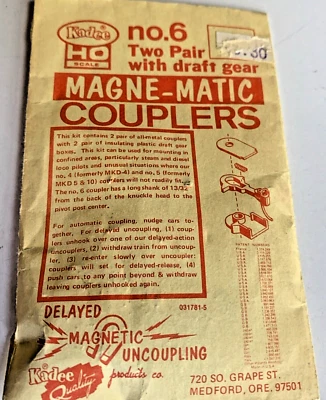 Kadee
HO
SCALE
no.6
Two Pair
with draft gear
MAGNE-MATIC
COUPLERS
This kit contains 2 pair of all-metal couplers
with 2 pair of insulating plastic draft gear
boxes. This kit can be used for mounting in
confined areas, particularly steam and diesel
loco pilots and unusual situations where our
no. 4 (formerly MKD-4) and no. 5 (formerly
MKD 5 & 10) couplers will not readily
The no. 6 coupler has a long shank of 13/32
from the back of the knuckle head to the
pivot post center.
For automatic coupling, nudge cars to-
gether. For delayed uncoupling, (1) coup-
lers unhook over one of our delayed-action
uncouplers, (2) withdraw train from uncoup-
ler, (3) re-enter slowly over uncoupler;
couplers will set for delayed-release, (4)
push cars to any point beyond & withdraw
leaving couplers unhooked again.
PATENT NUMBERS
DELAYED
031781-5
MAGNETIC
UNCOUPLING
Kadee
Quality
products co.
720 SO. GRAPE ST.
MEDFORD, ORE. 97501